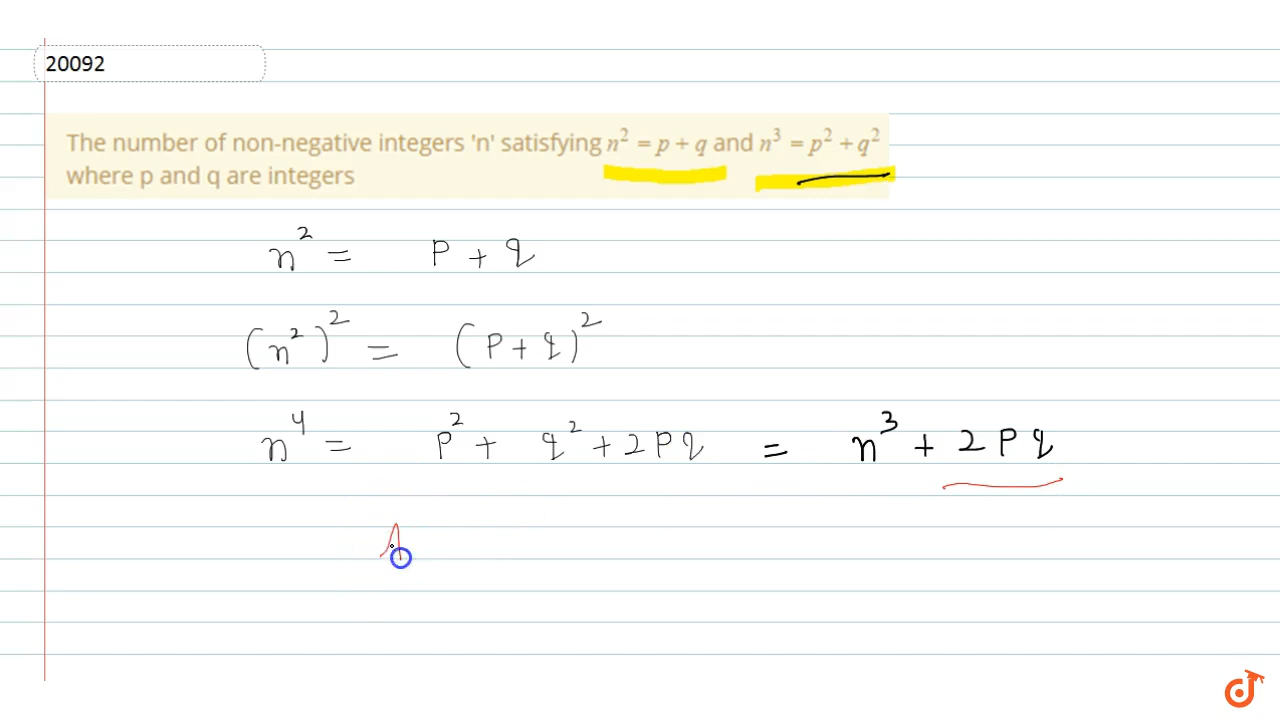 20092
The number of non-negative integers 'n' satisfying n² = p + q and n³ = p² + q²
where p and q are integers
n² = P + q
(n²)² = (P + q)²
n⁴ = P² + q² + 2Pq = n³ + 2Pq
A